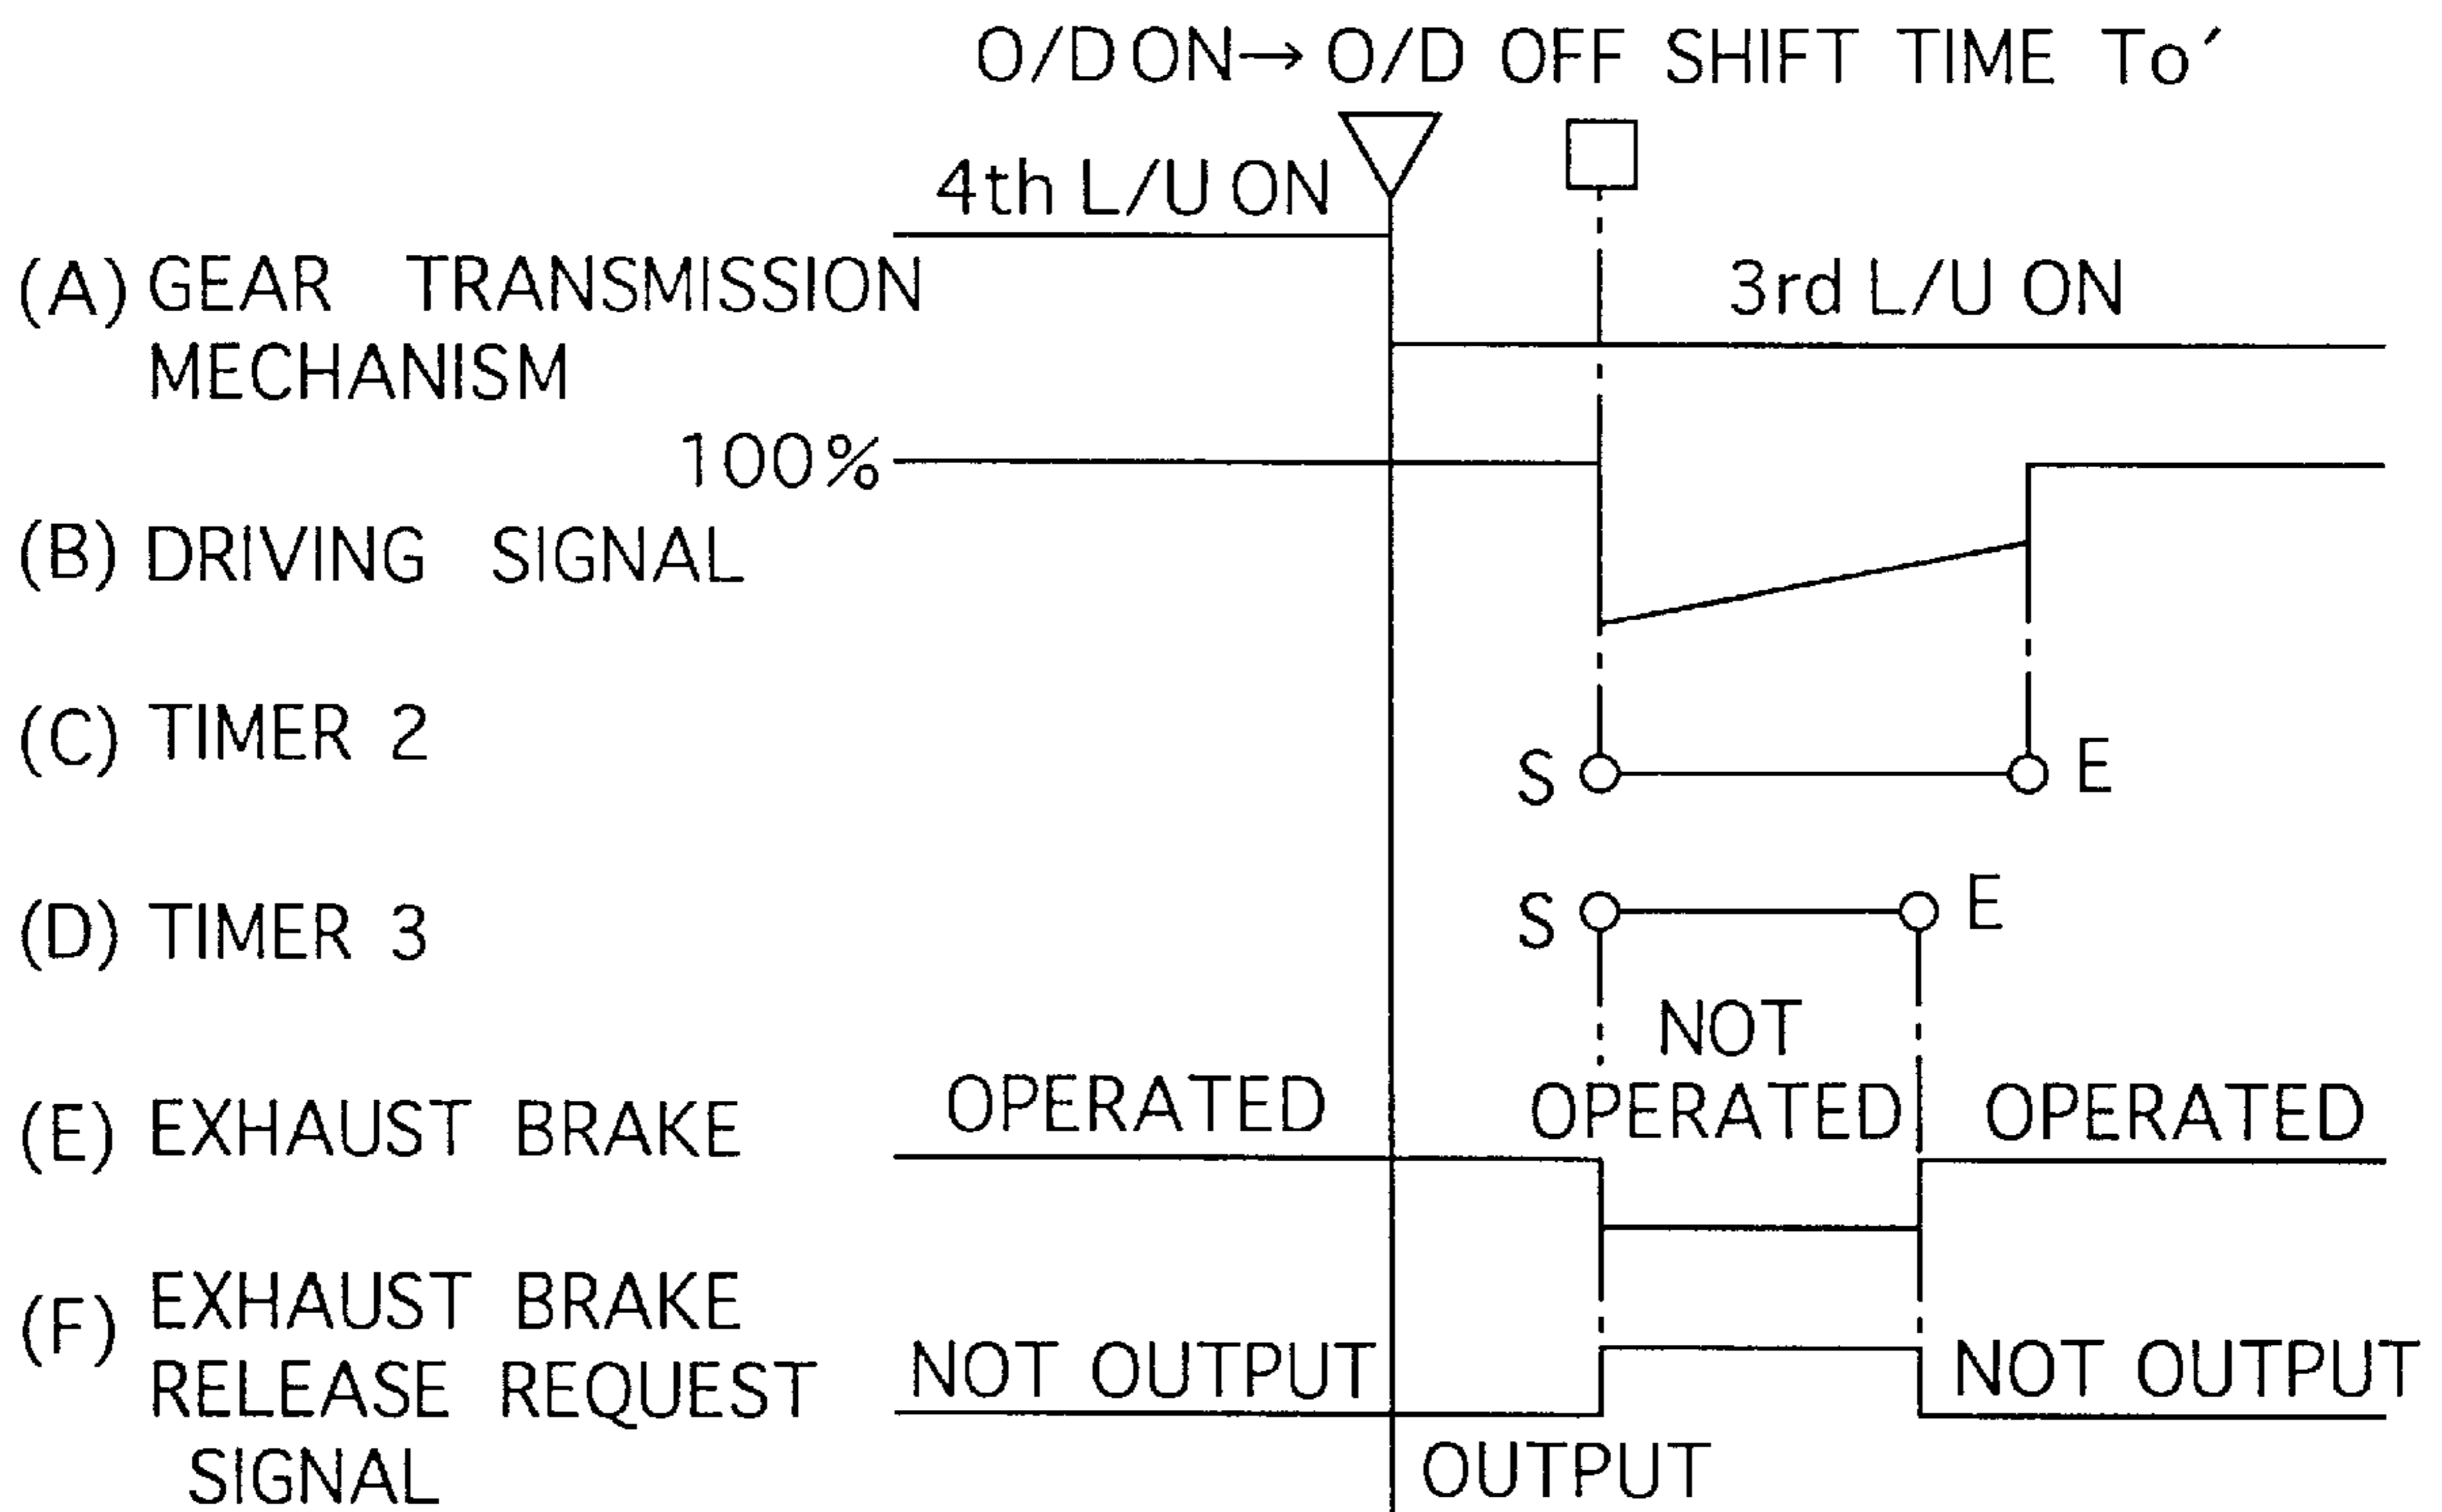 O/D ON→ O/D OFF SHIFT TIME To′
4th L/U ON
(A) GEAR TRANSMISSION
MECHANISM
3rd L/U ON
100%
(B) DRIVING SIGNAL
(C) TIMER 2
S E
(D) TIMER 3
S E
(E) EXHAUST BRAKE
OPERATED
NOT
OPERATED
OPERATED
(F) EXHAUST BRAKE
RELEASE REQUEST
SIGNAL
NOT OUTPUT
OUTPUT
NOT OUTPUT